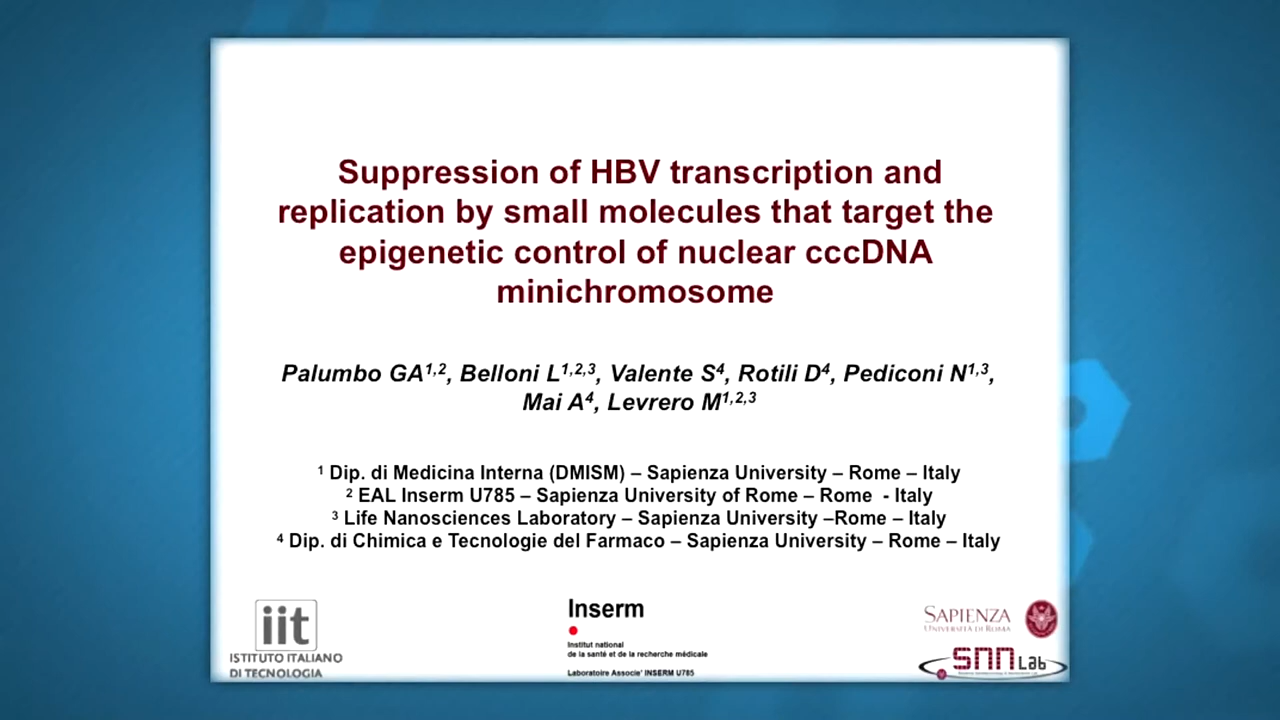 Suppression of HBV transcription and
replication by small molecules that target the
epigenetic control of nuclear cccDNA
minichromosome
Palumbo GA1,2, Belloni L1,2,3, Valente S4, Rotili D4, Pediconi N1,3,
Mai A4, Levrero M1,2,3
1 Dip. di Medicina Interna (DMISM) – Sapienza University – Rome – Italy
2 EAL Inserm U785 – Sapienza University of Rome – Rome - Italy
3 Life Nanosciences Laboratory – Sapienza University –Rome – Italy
4 Dip. di Chimica e Tecnologie del Farmaco – Sapienza University – Rome – Italy
iit
ISTITUTO ITALIANO
DI TECNOLOGIA
Inserm
Institut national
de la santé et de la recherche médicale
Laboratoire Associe' INSERM U785
SAPIENZA
UNIVERSITÀ DI ROMA
SNN Lab